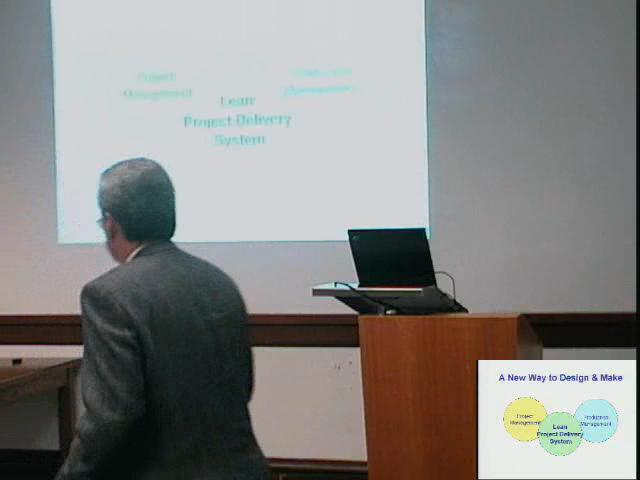 Project
Management
Lean
Project Delivery
System
A New Way to Design & Make
Project
Management
Production
Management
Lean
Project Delivery
System